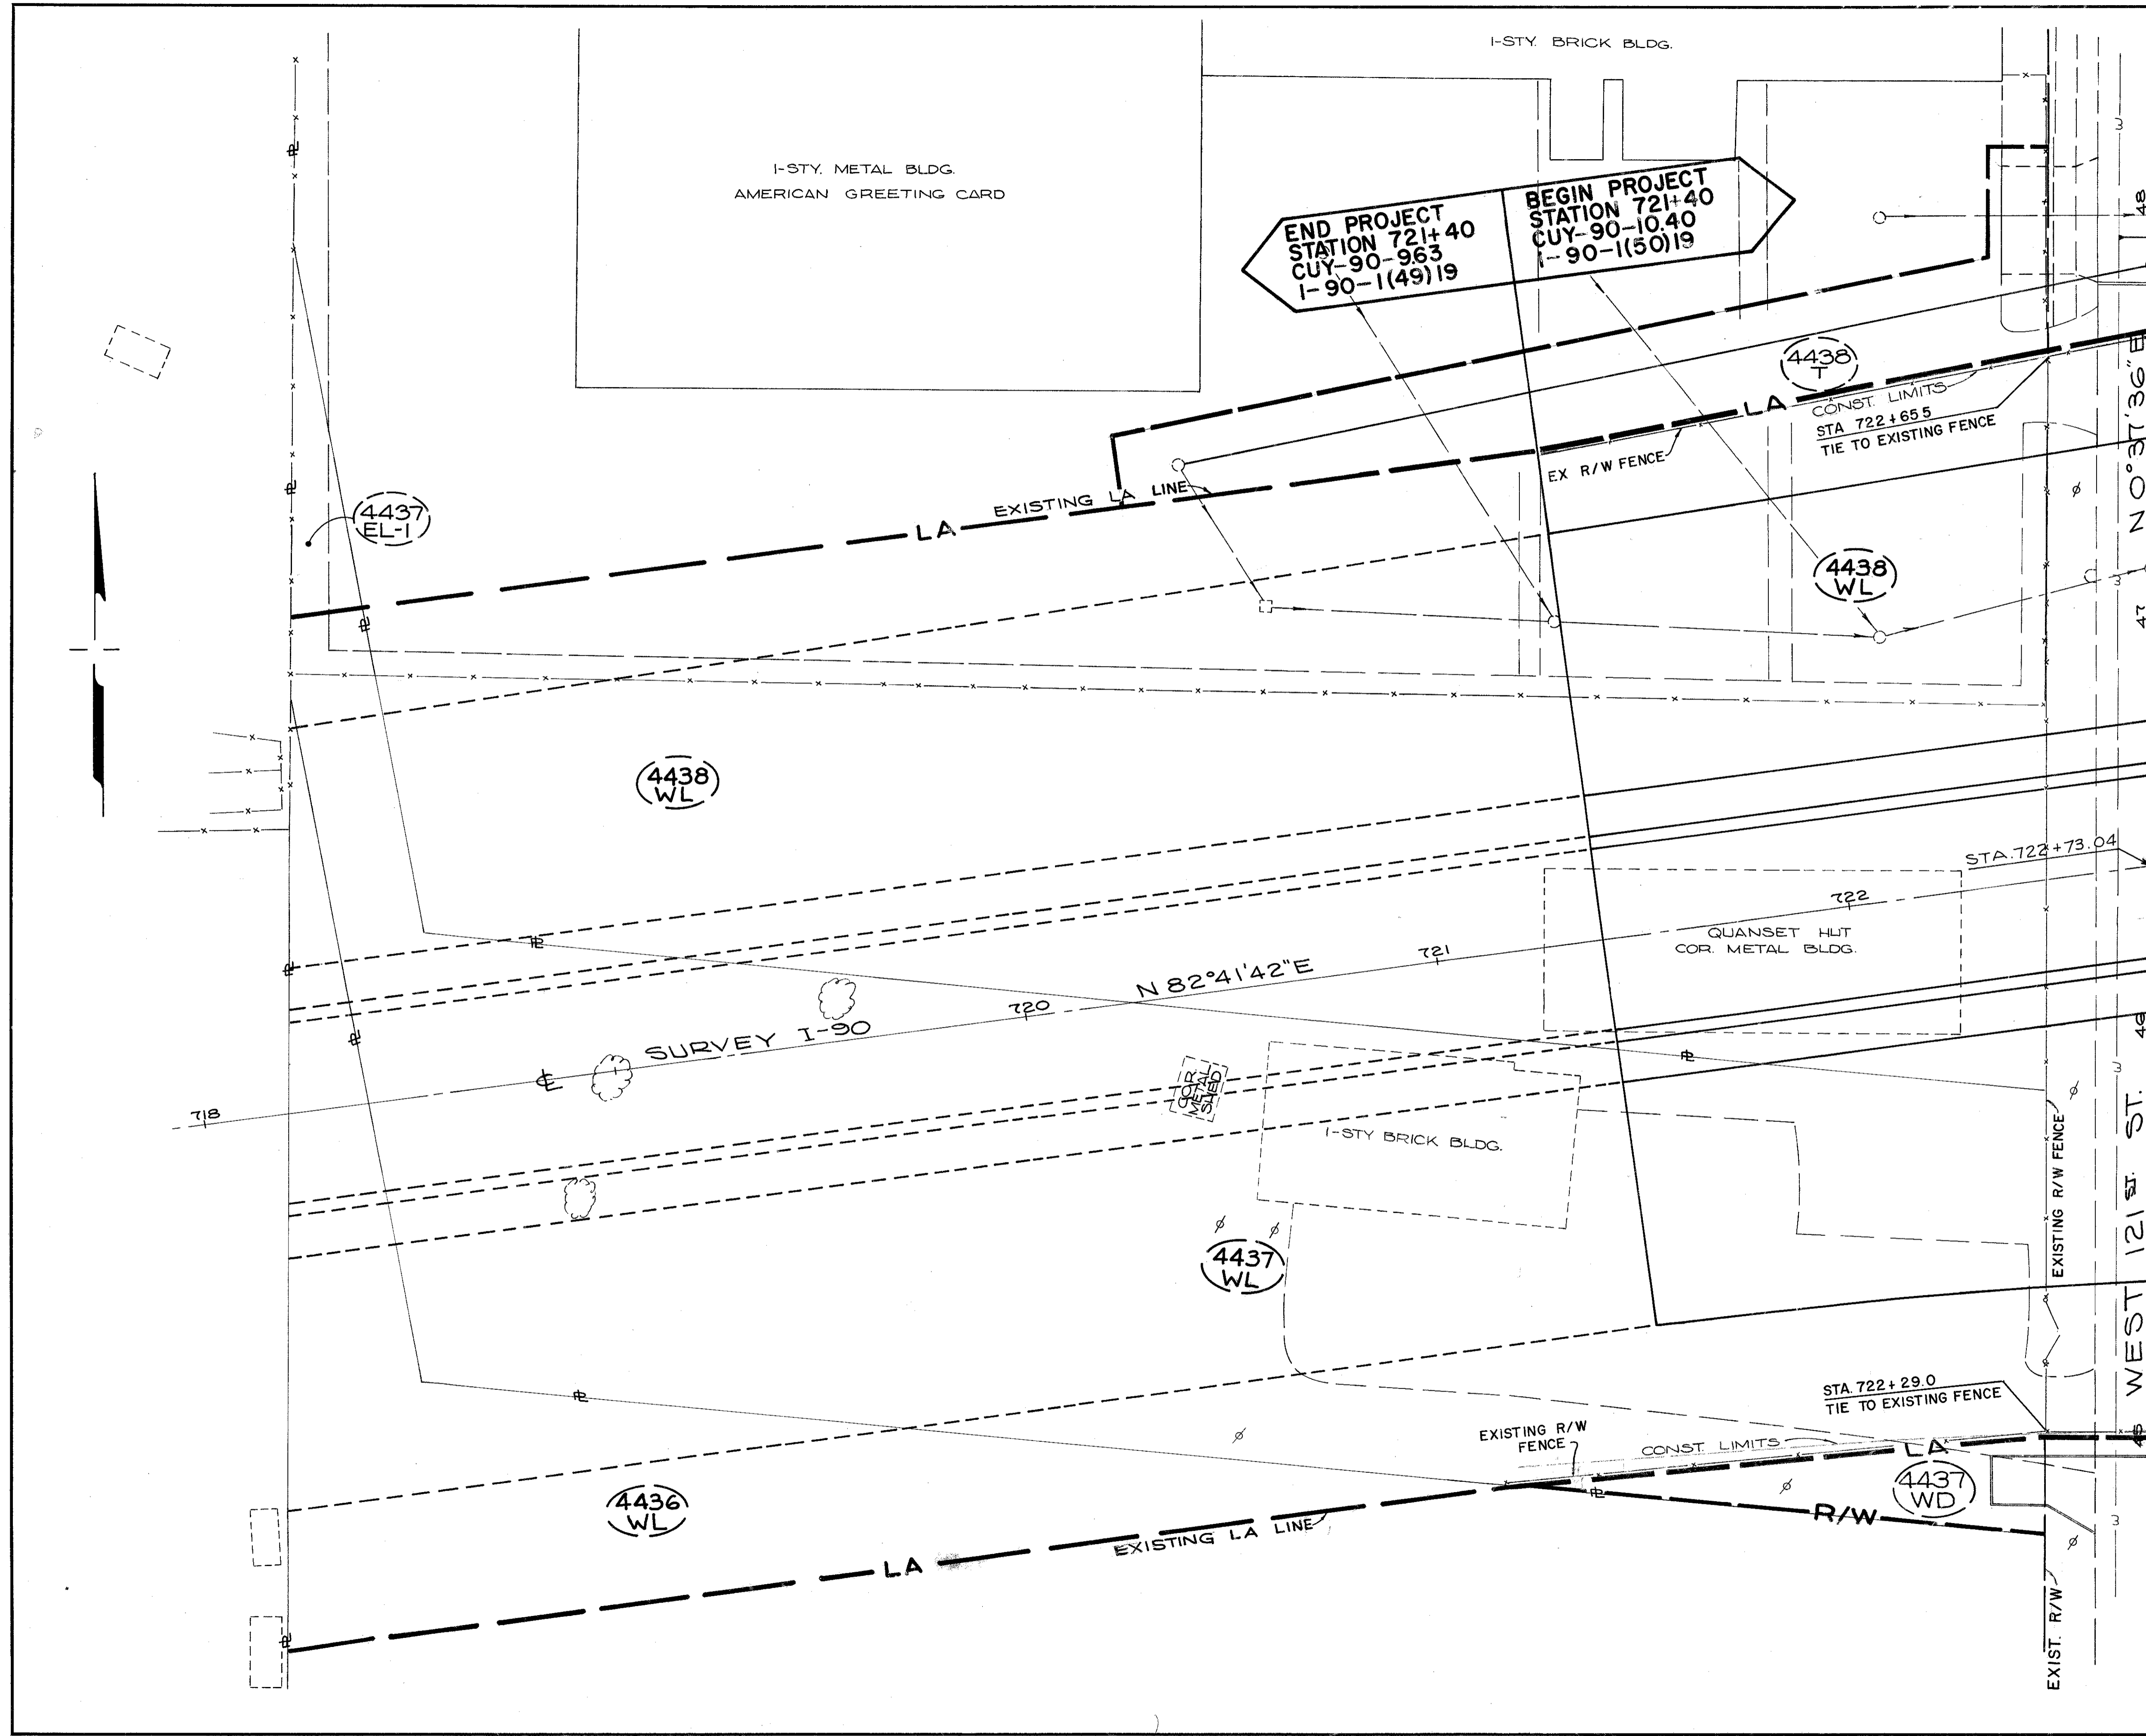 1-STY. BRICK BLDG.
1-STY. METAL BLDG.
AMERICAN GREETING CARD
END PROJECT
STATION 721+40
CUY-90-9.63
I-90-1(49)19
BEGIN PROJECT
STATION 721+40
CUY-90-10.40
I-90-1(50)19
48
4438
T
LA
CONST. LIMITS
STA 722+65.5
TIE TO EXISTING FENCE
EX R/W FENCE
N 0°37'36"E
EXISTING LA LINE
LA
4437
EL-1
4438
WL
47
4438
WL
STA. 722+73.04
722
QUANSET HUT
COR. METAL BLDG.
721
N 82°41'42"E
720
SURVEY I-90
℄
718
COR.
METAL
SHED
1-STY BRICK BLDG.
46
EXISTING R/W FENCE
WEST 121 ST. ST.
4437
WL
STA. 722+29.0
TIE TO EXISTING FENCE
EXISTING R/W
FENCE
CONST. LIMITS
LA
45
4437
WD
R/W
4436
WL
EXISTING LA LINE
LA
EXIST. R/W